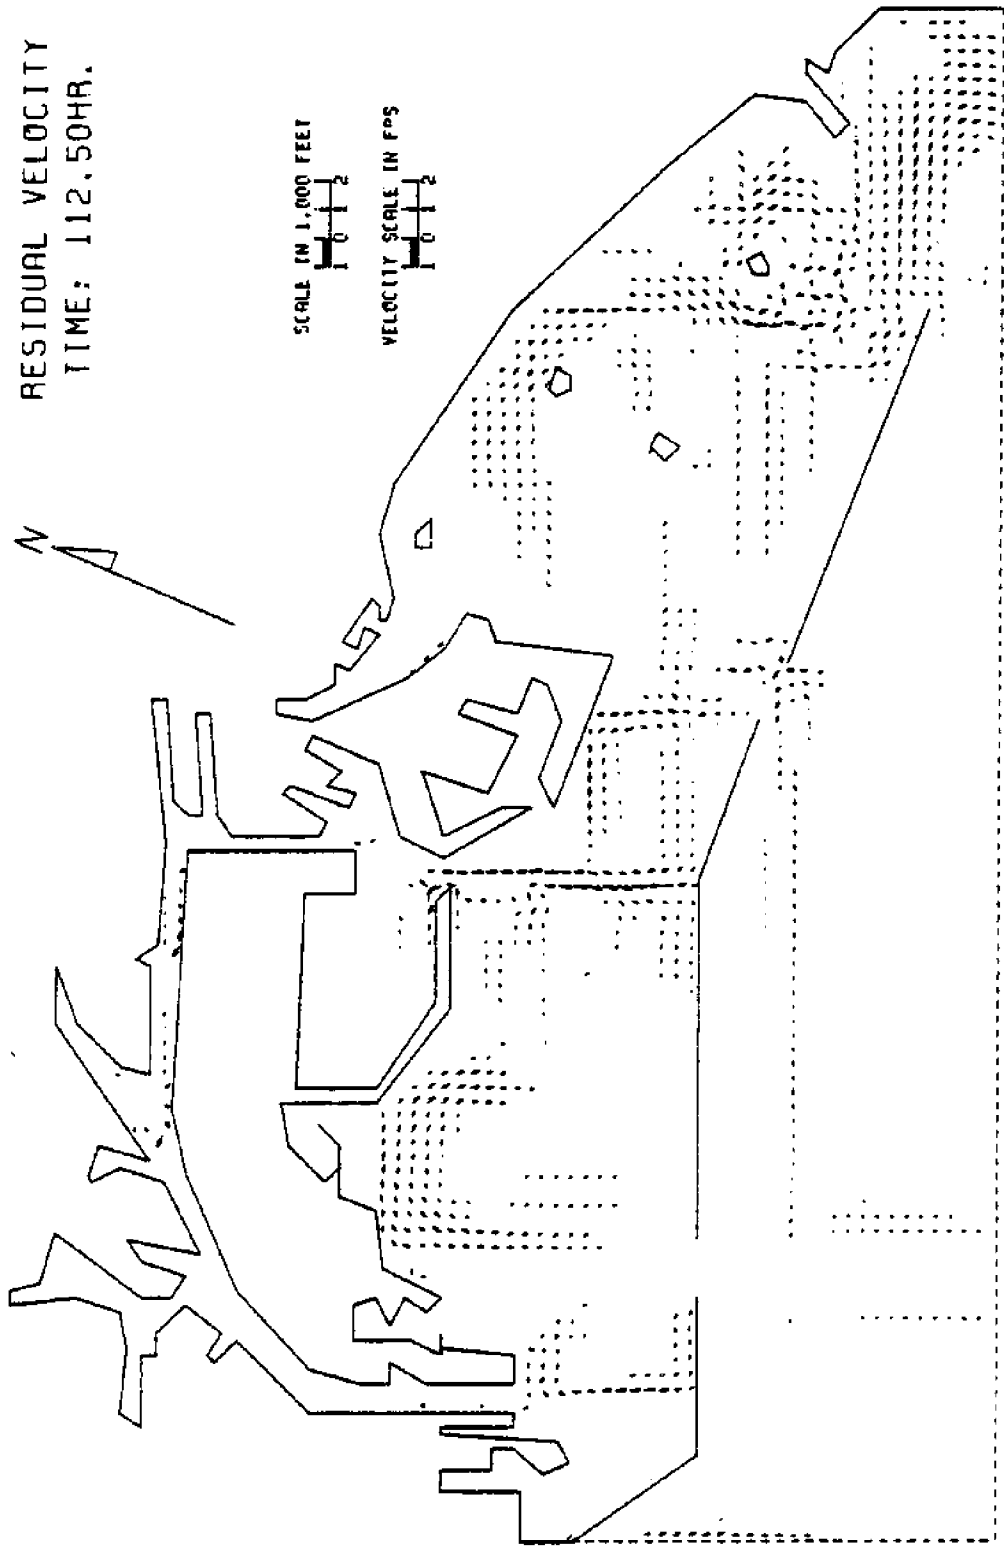 RESIDUAL VELOCITY
TIME: 112.50HR.
SCALE IN 1,000 FEET
1 0 1 2
VELOCITY SCALE IN FPS
1 0 1 2
N